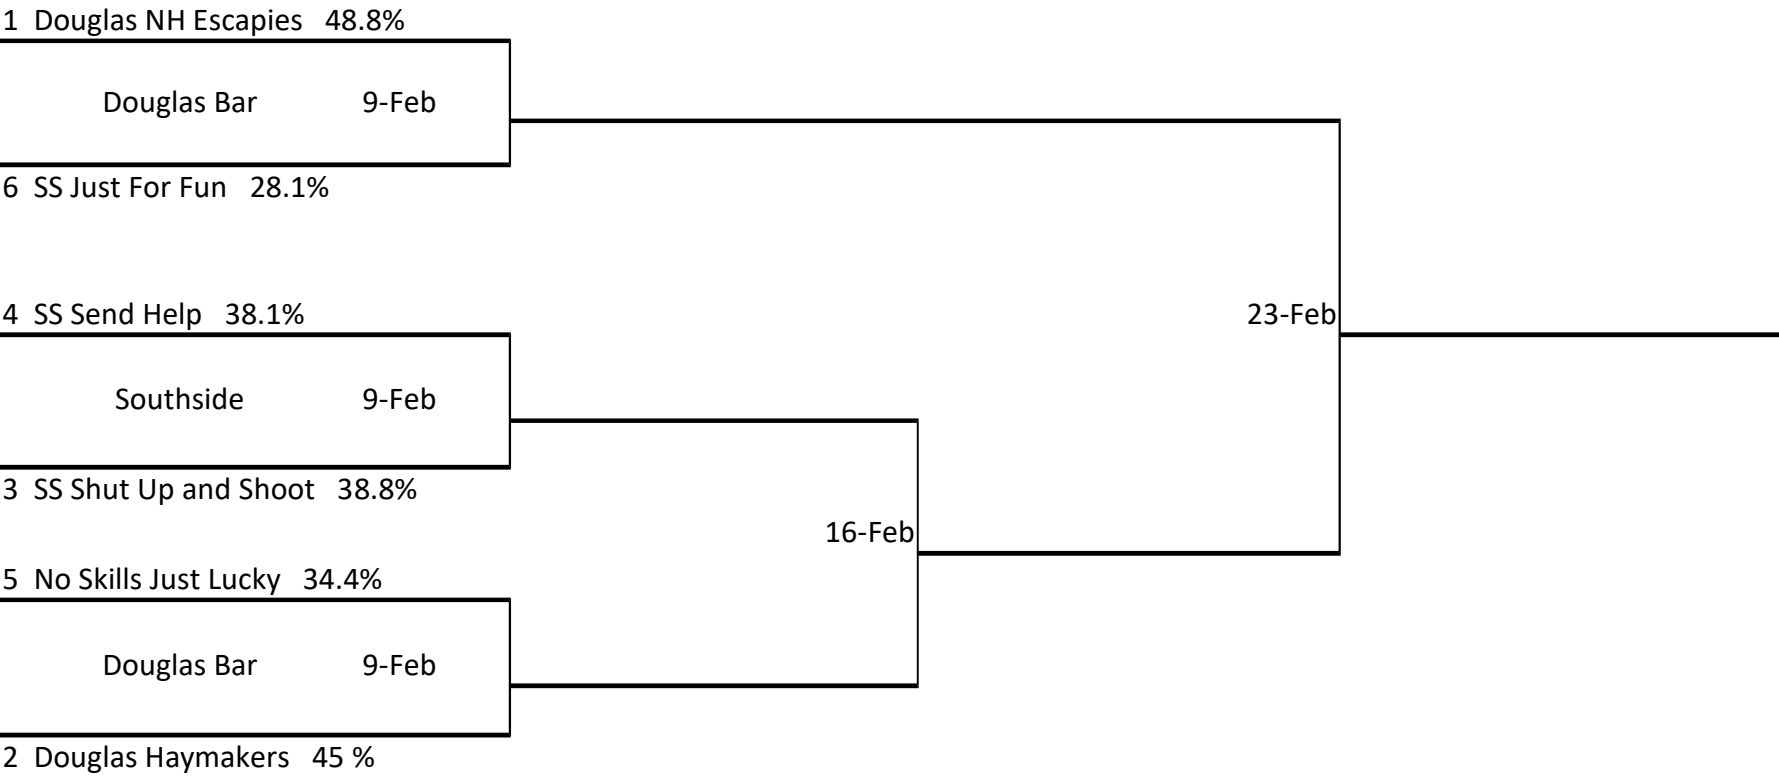 1 Douglas NH Escapies 48.8%
Douglas Bar 9-Feb
6 SS Just For Fun 28.1%
4 SS Send Help 38.1%
23-Feb
Southside 9-Feb
3 SS Shut Up and Shoot 38.8%
16-Feb
5 No Skills Just Lucky 34.4%
Douglas Bar 9-Feb
2 Douglas Haymakers 45 %